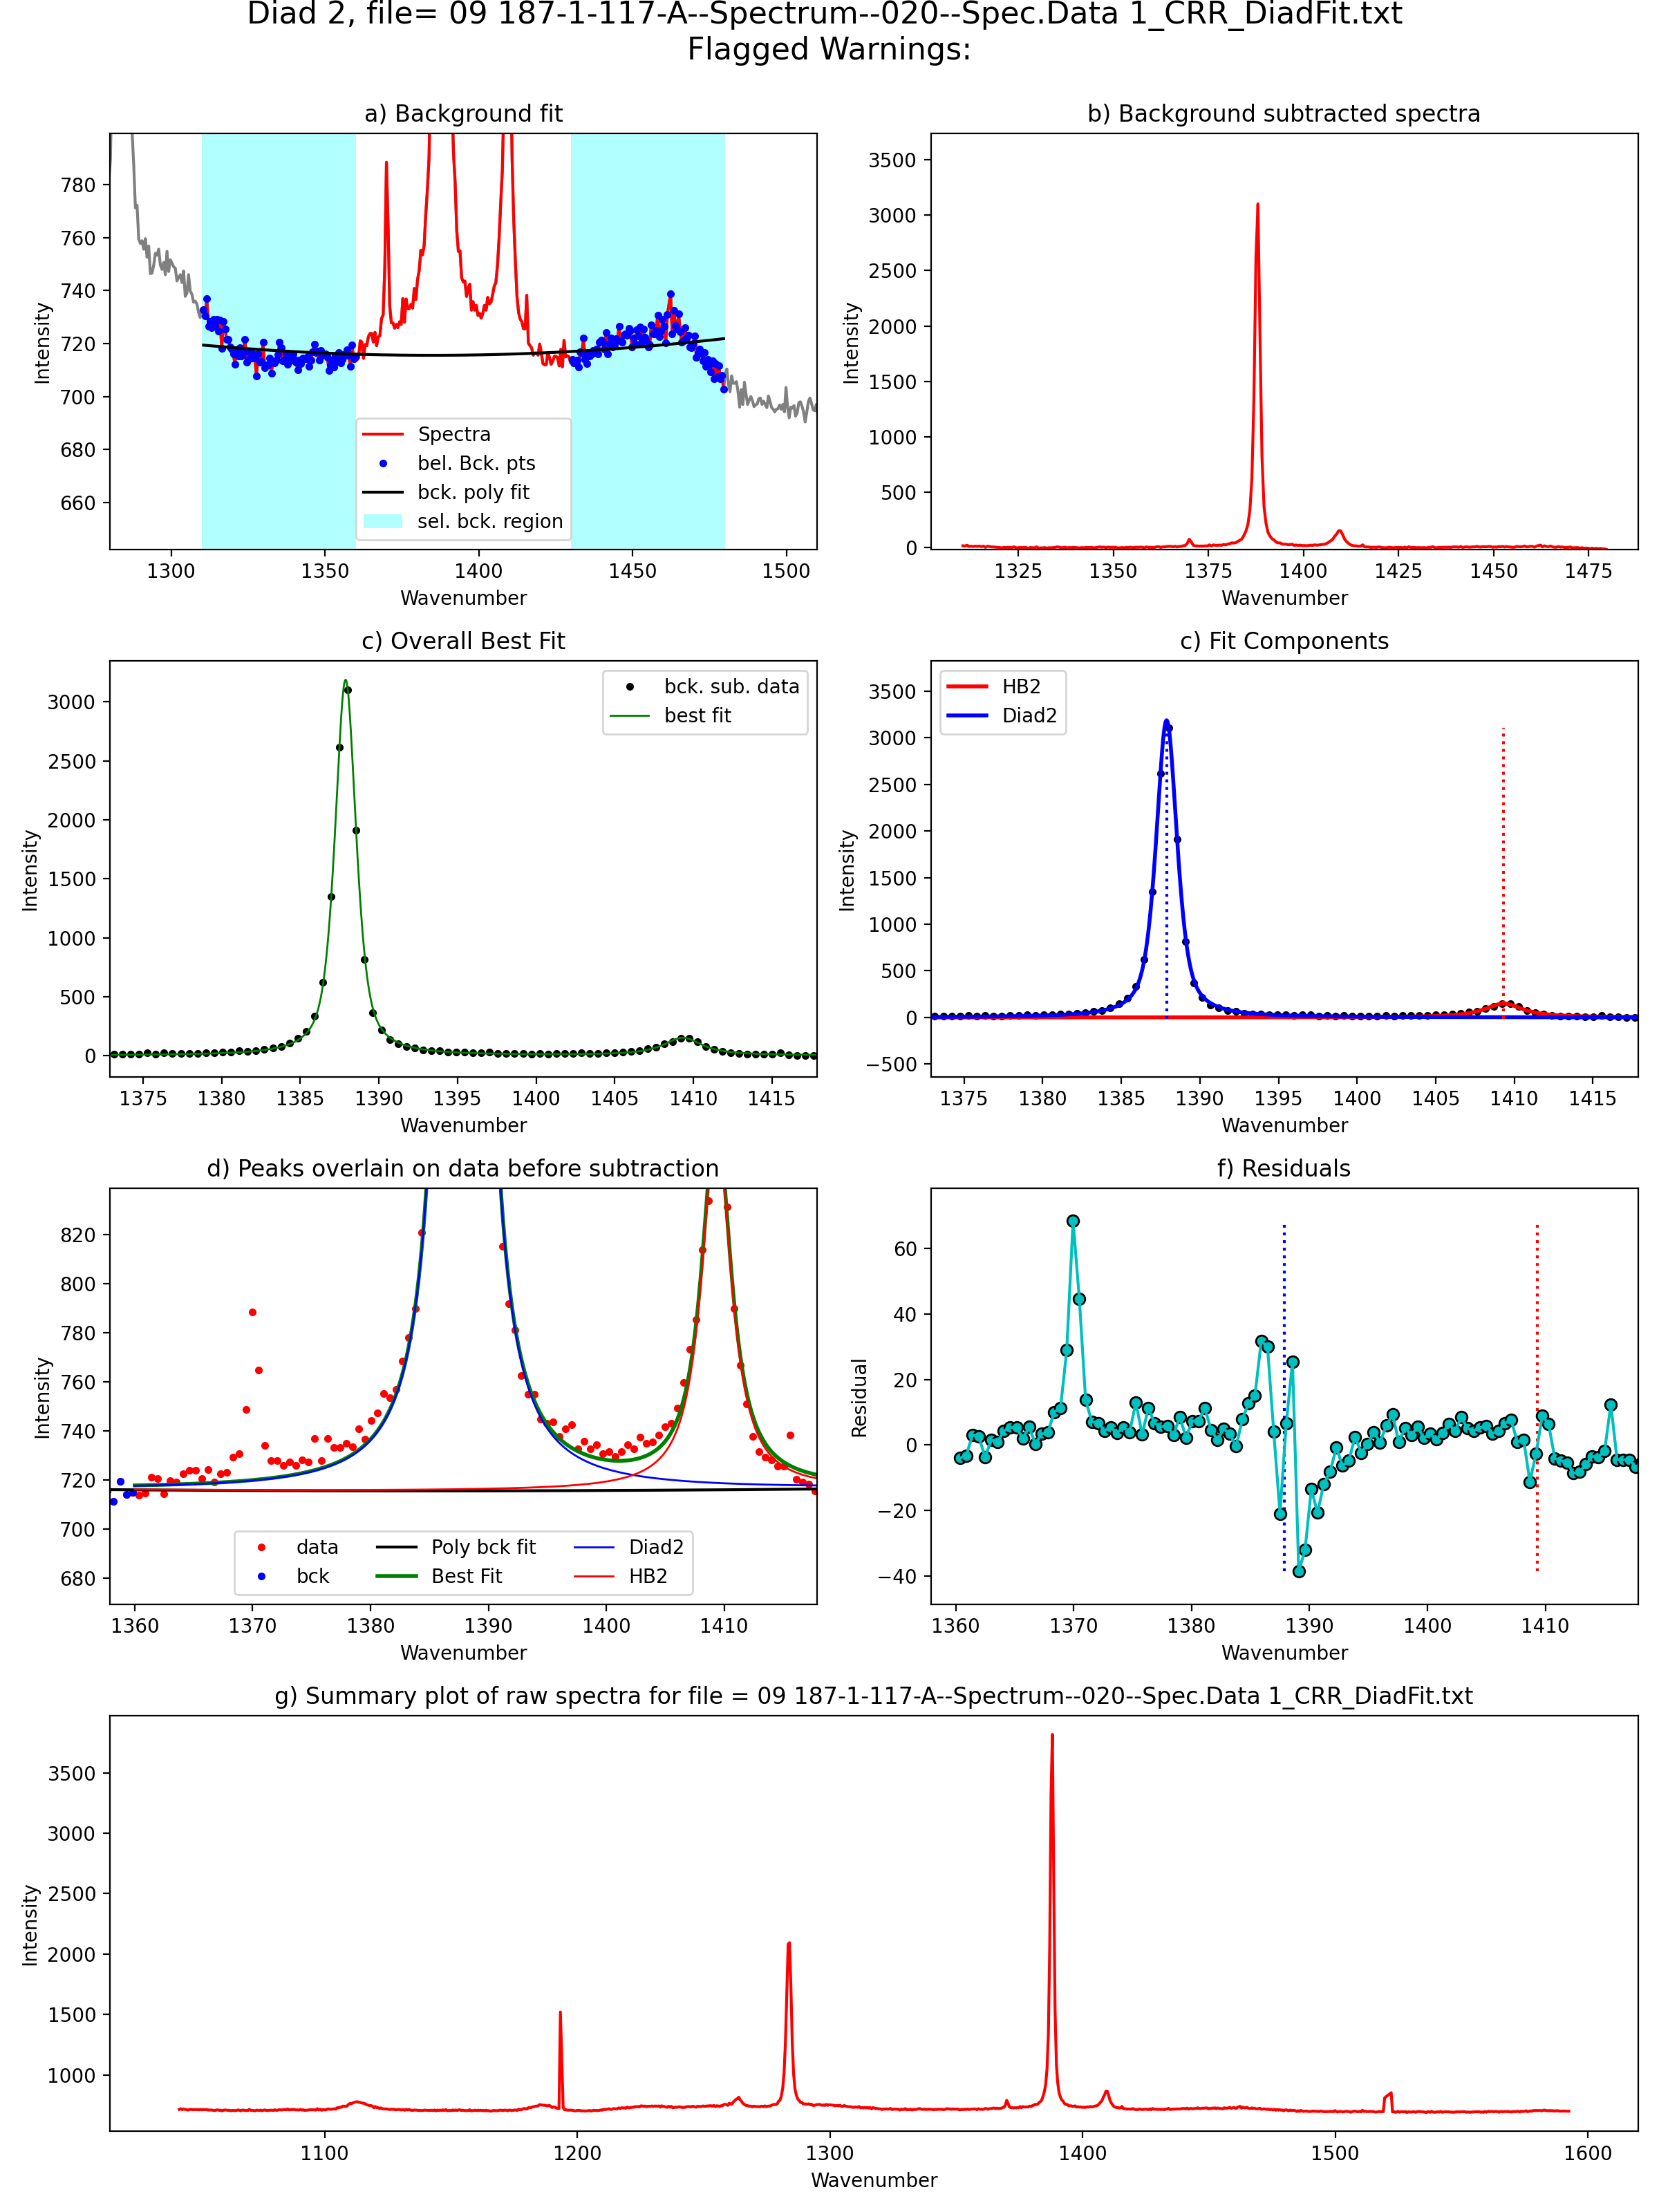 Diad 2, file= 09 187-1-117-A--Spectrum--020--Spec.Data 1_CRR_DiadFit.txt
Flagged Warnings:
a) Background fit
780
760
740
720
700
680
660
Intensity
Spectra
bel. Bck. pts
bck. poly fit
sel. bck. region
1300 1350 1400 1450 1500
Wavenumber
b) Background subtracted spectra
3500
3000
2500
2000
1500
1000
500
0
Intensity
1325 1350 1375 1400 1425 1450 1475
Wavenumber
c) Overall Best Fit
3000
2500
2000
1500
1000
500
0
Intensity
bck. sub. data
best fit
1375 1380 1385 1390 1395 1400 1405 1410 1415
Wavenumber
c) Fit Components
3500
3000
2500
2000
1500
1000
500
0
−500
Intensity
HB2
Diad2
1375 1380 1385 1390 1395 1400 1405 1410 1415
Wavenumber
d) Peaks overlain on data before subtraction
820
800
780
760
740
720
700
680
Intensity
data Poly bck fit Diad2
bck Best Fit HB2
1360 1370 1380 1390 1400 1410
Wavenumber
f) Residuals
60
40
20
0
−20
−40
Residual
1360 1370 1380 1390 1400 1410
Wavenumber
g) Summary plot of raw spectra for file = 09 187-1-117-A--Spectrum--020--Spec.Data 1_CRR_DiadFit.txt
3500
3000
2500
2000
1500
1000
Intensity
1100 1200 1300 1400 1500 1600
Wavenumber